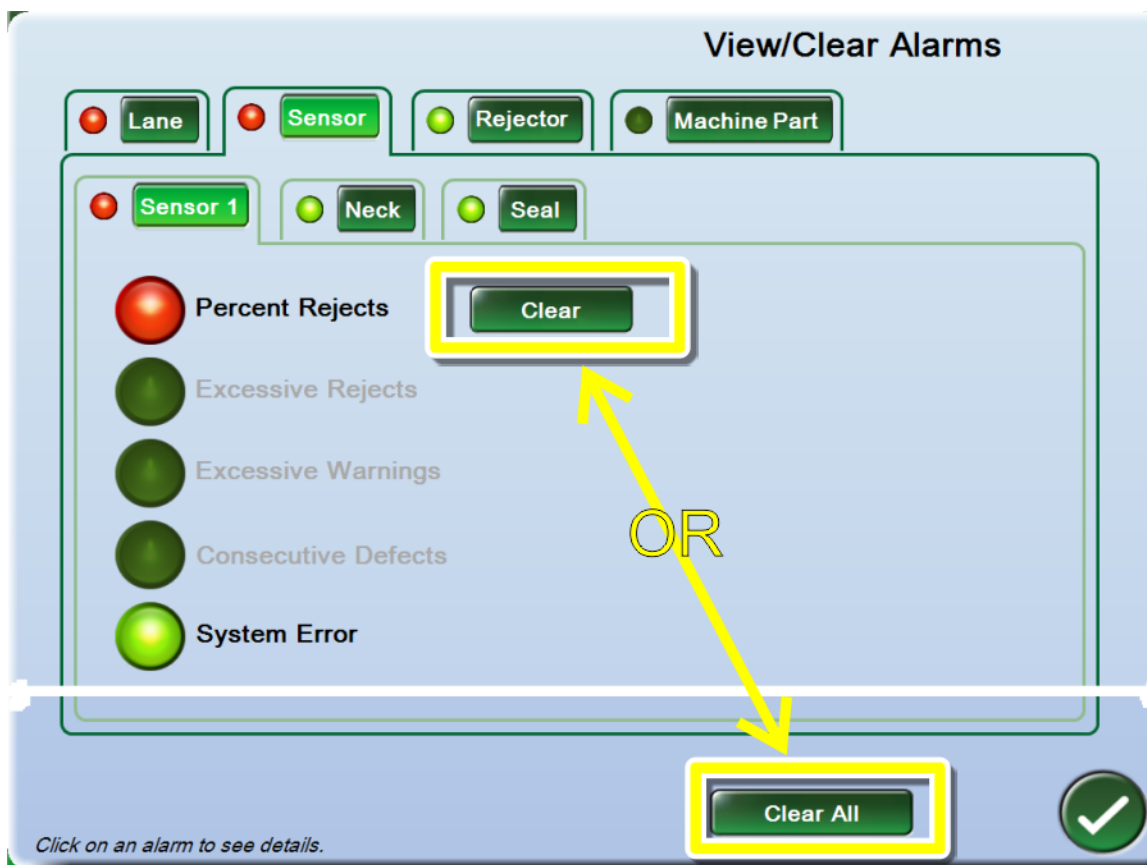 View/Clear Alarms
Lane Sensor Rejector Machine Part
Sensor 1 Neck Seal
Percent Rejects Clear
Excessive Rejects
Excessive Warnings
OR
Consecutive Defects
System Error
Clear All
Click on an alarm to see details.